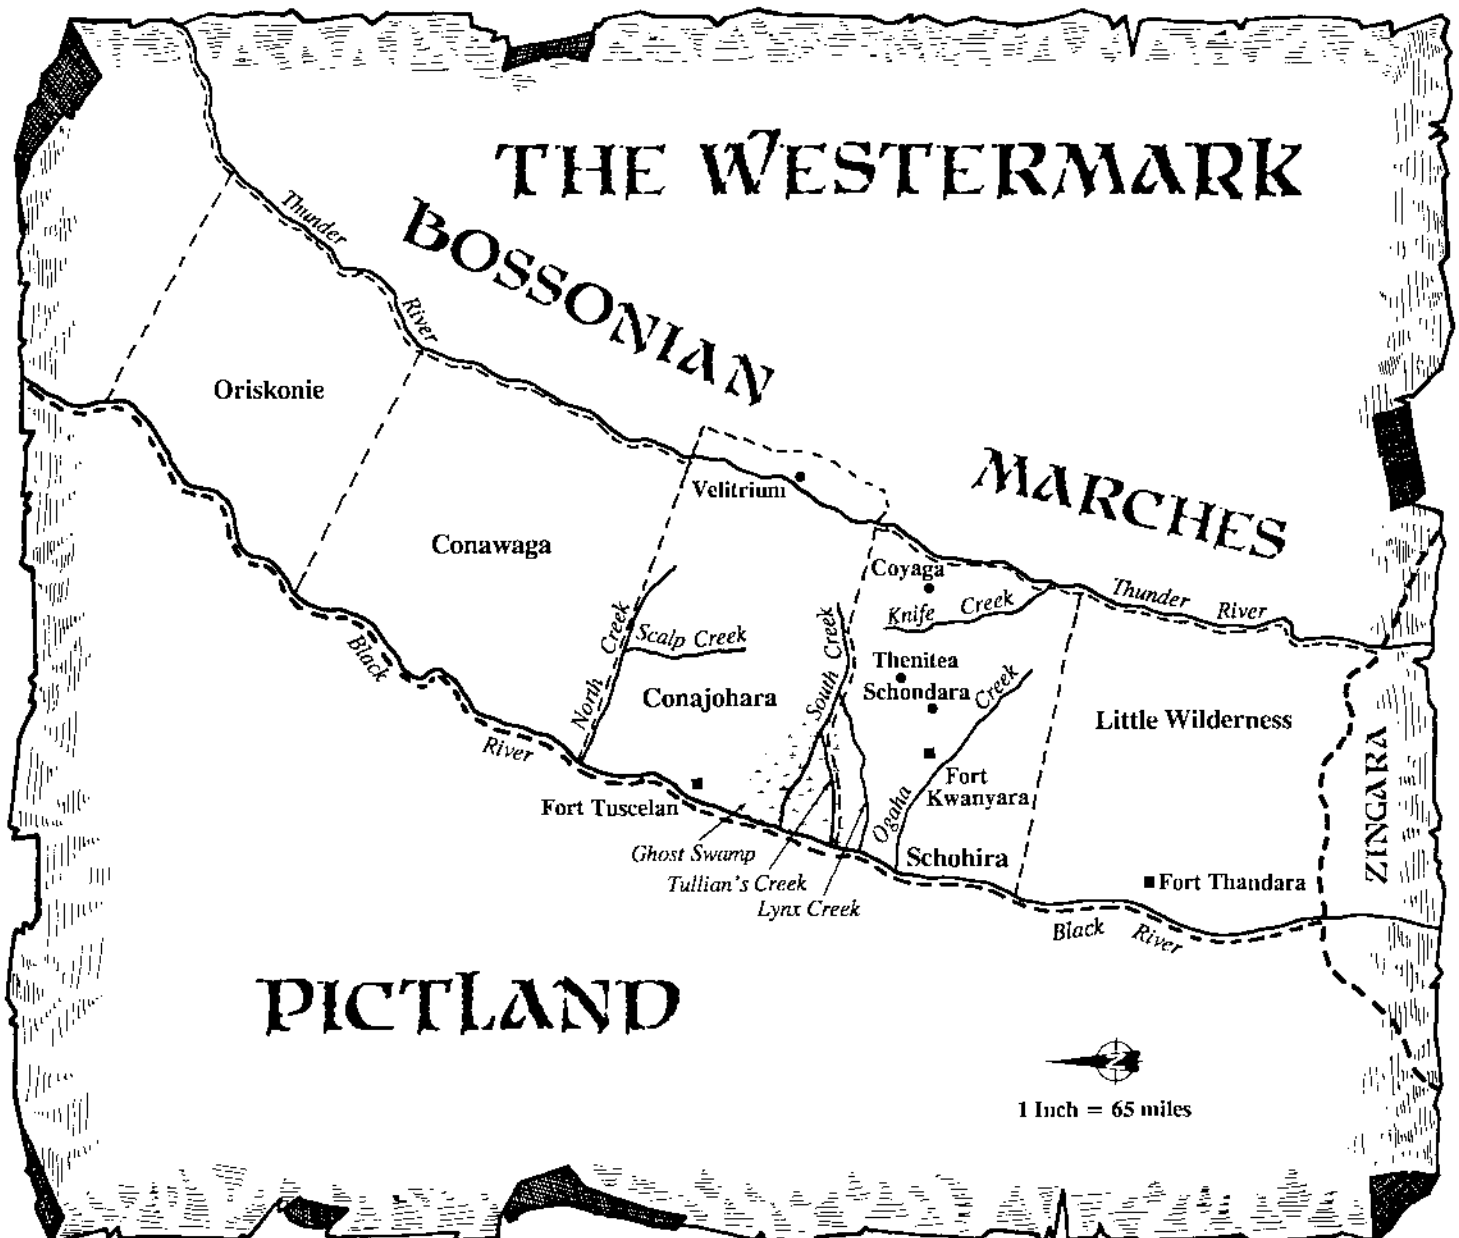 THE WESTERMARK
Thunder
River
BOSSONIAN
MARCHES
Oriskonie
Velitrium
Conawaga
Coyaga
Knife Creek
Thunder River
North Creek
Scalp Creek
South Creek
Thenitea
Schondara
Creek
Conajohara
Little Wilderness
Black
River
Fort
Kwanyara
Ogaha
ZINGARA
Fort Tuscelan
Ghost Swamp
Tullian's Creek
Lynx Creek
Schohira
Fort Thandara
Black River
PICTLAND
N
1 Inch = 65 miles